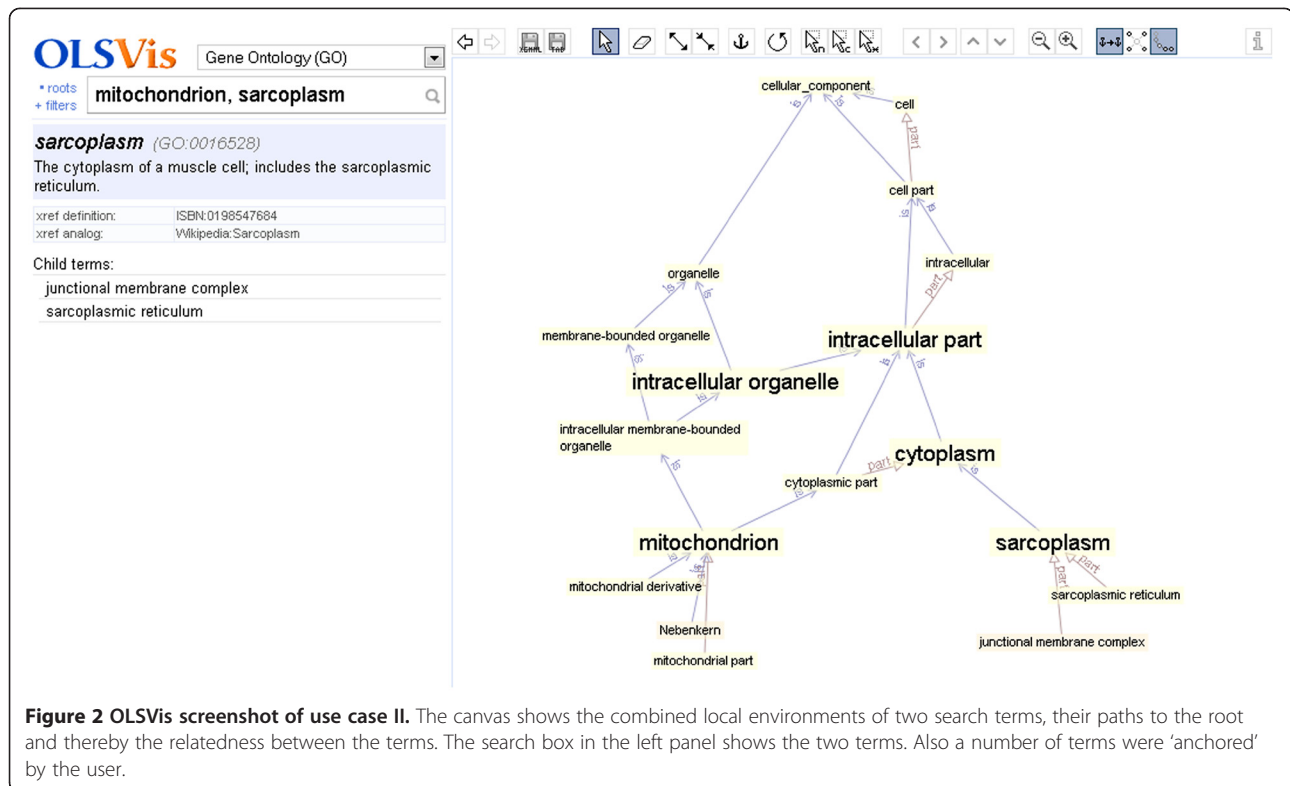 OLSVis
Gene Ontology (GO)
XGMML
TAB
n
c
i
• roots
+ filters
mitochondrion, sarcoplasm
sarcoplasm (GO:0016528)
The cytoplasm of a muscle cell; includes the sarcoplasmic
reticulum.
xref definition: ISBN:0198547684
xref analog: Wikipedia:Sarcoplasm
Child terms:
junctional membrane complex
sarcoplasmic reticulum
cellular_component
is
is
cell
part
cell part
is
is
intracellular
organelle
part
is
is
membrane-bounded organelle
intracellular part
is
is
is
intracellular organelle
is
intracellular membrane-bounded
organelle
is
cytoplasm
part
cytoplasmic part
is
is
is
mitochondrion
sarcoplasm
is
is
part
part
mitochondrial derivative
sarcoplasmic reticulum
Nebenkern
junctional membrane complex
mitochondrial part
Figure 2 OLSVis screenshot of use case II. The canvas shows the combined local environments of two search terms, their paths to the root
and thereby the relatedness between the terms. The search box in the left panel shows the two terms. Also a number of terms were ‘anchored’
by the user.